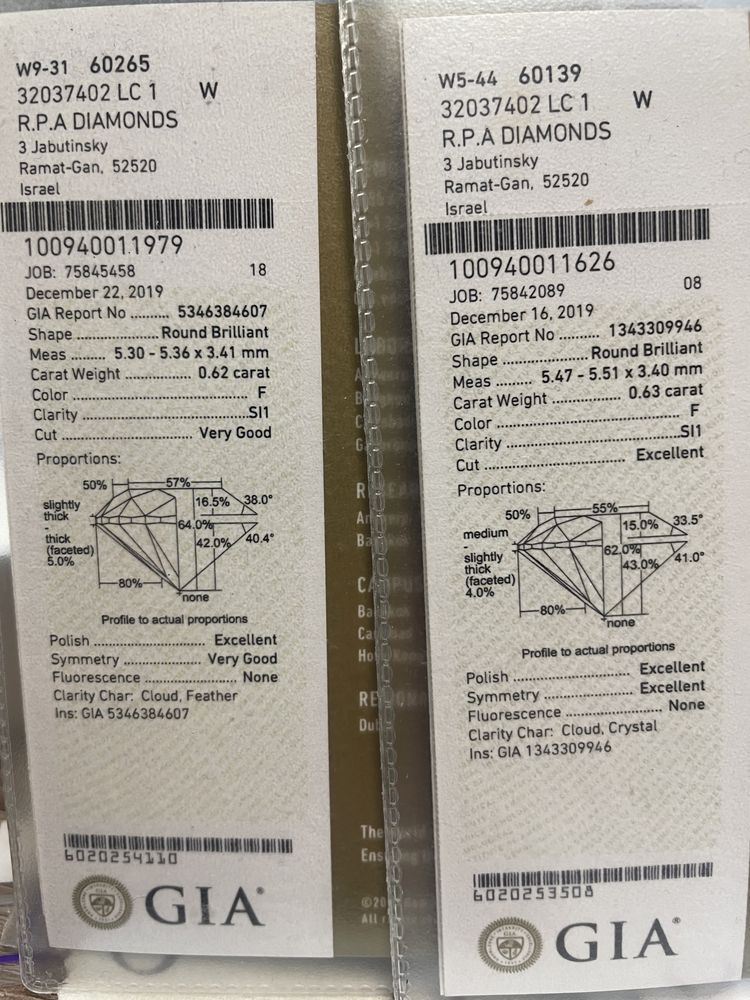 W9-31 60265
32037402 LC 1 W
R.P.A DIAMONDS
3 Jabutinsky
Ramat-Gan, 52520
Israel
100940011979
JOB: 75845458 18
December 22, 2019
GIA Report No ......... 5346384607
Shape ................ Round Brilliant
Meas ........ 5.30 - 5.36 x 3.41 mm
Carat Weight ............... 0.62 carat
Color ........................................ F
Clarity ..................................... SI1
Cut ............................. Very Good
Proportions:
50% 57%
16.5% 38.0°
slightly
thick
-
thick
(faceted)
5.0%
64.0%
42.0% 40.4°
80%
none
Profile to actual proportions
Polish ........................... Excellent
Symmetry ................... Very Good
Fluorescence ...................... None
Clarity Char: Cloud, Feather
Ins: GIA 5346384607
6020254110
GIA
W5-44 60139
32037402 LC 1 W
R.P.A DIAMONDS
3 Jabutinsky
Ramat-Gan, 52520
Israel
100940011626
JOB: 75842089 08
December 16, 2019
GIA Report No ......... 1343309946
Shape ................ Round Brilliant
Meas ........ 5.47 - 5.51 x 3.40 mm
Carat Weight ............... 0.63 carat
Color ........................................ F
Clarity ..................................... SI1
Cut ............................. Excellent
Proportions:
50% 55%
15.0% 33.5°
medium
-
slightly
thick
(faceted)
4.0%
62.0%
43.0% 41.0°
80%
none
Profile to actual proportions
Polish ........................... Excellent
Symmetry ................... Excellent
Fluorescence ...................... None
Clarity Char: Cloud, Crystal
Ins: GIA 1343309946
6020253508
GIA